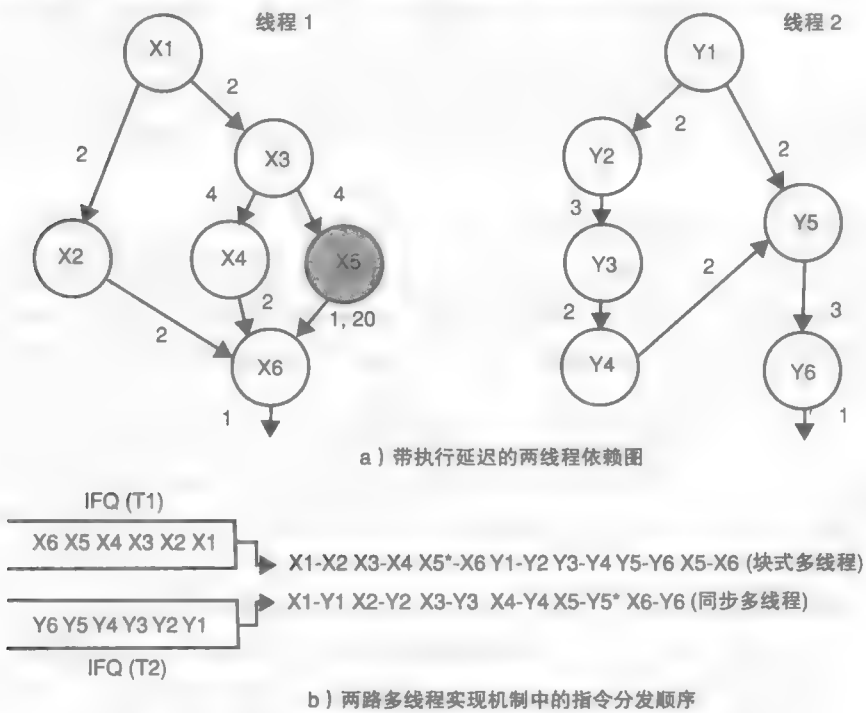 线程 1
线程 2
X1
Y1
2
2
2
2
X3
Y2
4
4
3
Y5
X2
X4
X5
Y3
2
2
1, 20
2
2
3
X6
Y4
Y6
1
1
a）带执行延迟的两线程依赖图
IFQ (T1)
X6 X5 X4 X3 X2 X1
X1-X2 X3-X4 X5*-X6 Y1-Y2 Y3-Y4 Y5-Y6 X5-X6 (块式多线程)
X1-Y1 X2-Y2 X3-Y3 X4-Y4 X5-Y5* X6-Y6 (同步多线程)
Y6 Y5 Y4 Y3 Y2 Y1
IFQ (T2)
b）两路多线程实现机制中的指令分发顺序